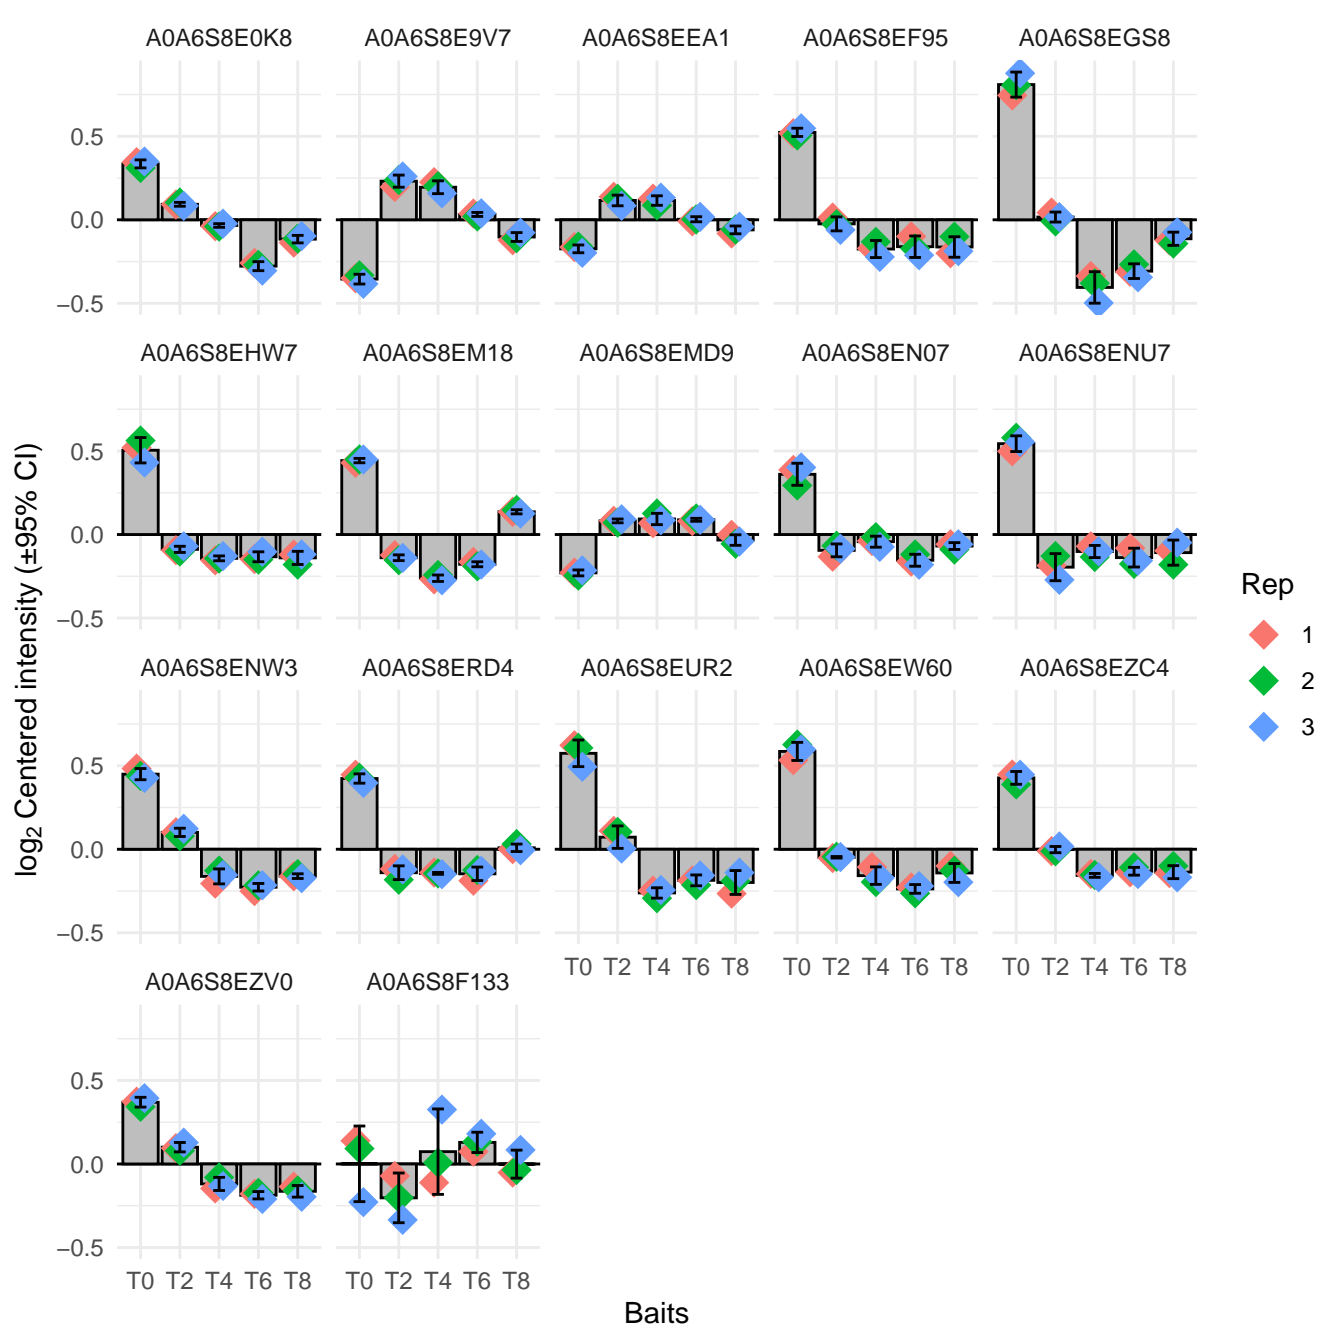 A0A6S8E0K8 A0A6S8E9V7 A0A6S8EEA1 A0A6S8EF95 A0A6S8EGS8
0.5
0.0
−0.5
A0A6S8EHW7 A0A6S8EM18 A0A6S8EMD9 A0A6S8EN07 A0A6S8ENU7
0.5
0.0
−0.5
A0A6S8ENW3 A0A6S8ERD4 A0A6S8EUR2 A0A6S8EW60 A0A6S8EZC4
0.5
0.0
−0.5
T0 T2 T4 T6 T8 T0 T2 T4 T6 T8 T0 T2 T4 T6 T8
A0A6S8EZV0 A0A6S8F133
0.5
0.0
−0.5
T0 T2 T4 T6 T8 T0 T2 T4 T6 T8
Baits
log₂ Centered intensity (±95% CI)
Rep
1
2
3